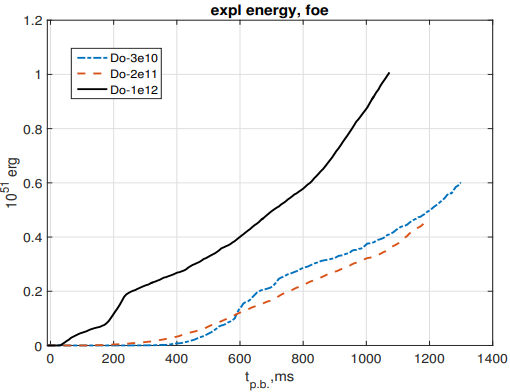 expl energy, foe
1.2
1
0.8
0.6
0.4
0.2
0
10^51 erg
Do-3e10
Do-2e11
Do-1e12
0 200 400 600 800 1000 1200 1400
t_p.b.,ms